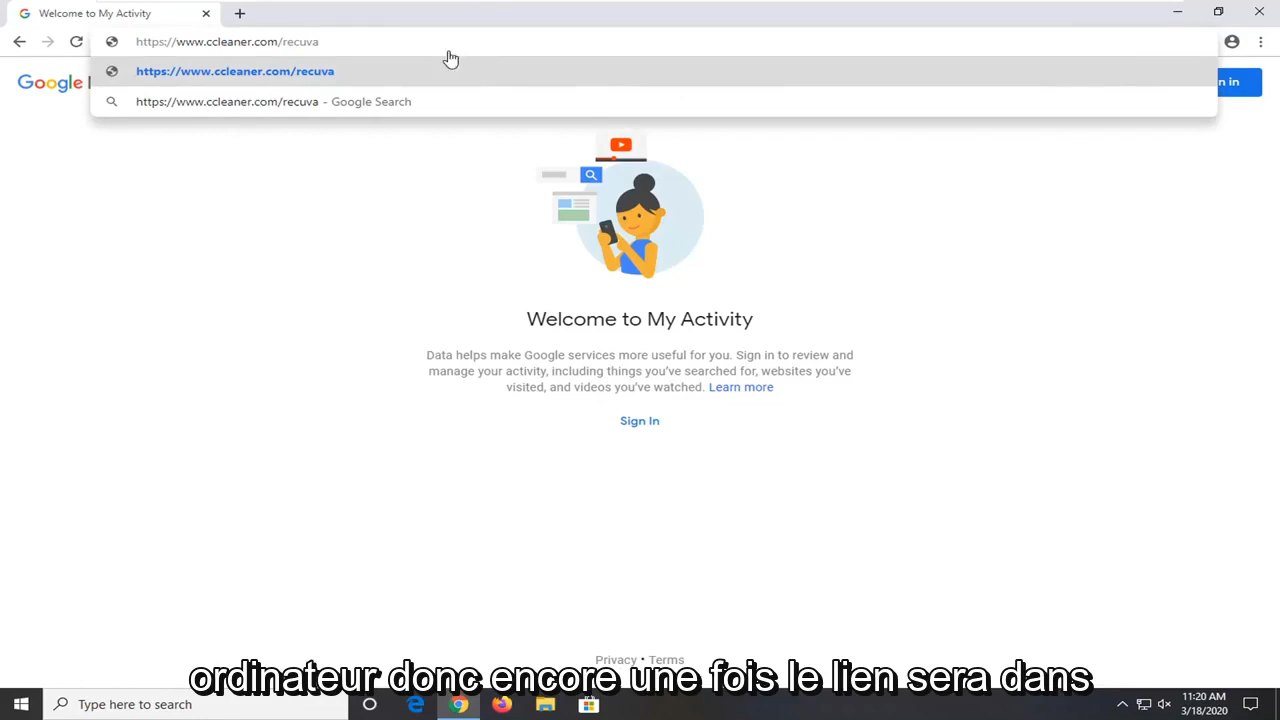 Welcome to My Activity
https://www.ccleaner.com/recuva
https://www.ccleaner.com/recuva
https://www.ccleaner.com/recuva - Google Search
Google
n in
Welcome to My Activity
Data helps make Google services more useful for you. Sign in to review and
manage your activity, including things you've searched for, websites you've
visited, and videos you've watched. Learn more
Sign In
Privacy • Terms
ordinateur donc encore une fois le lien sera dans
Type here to search
11:20 AM
3/18/2020